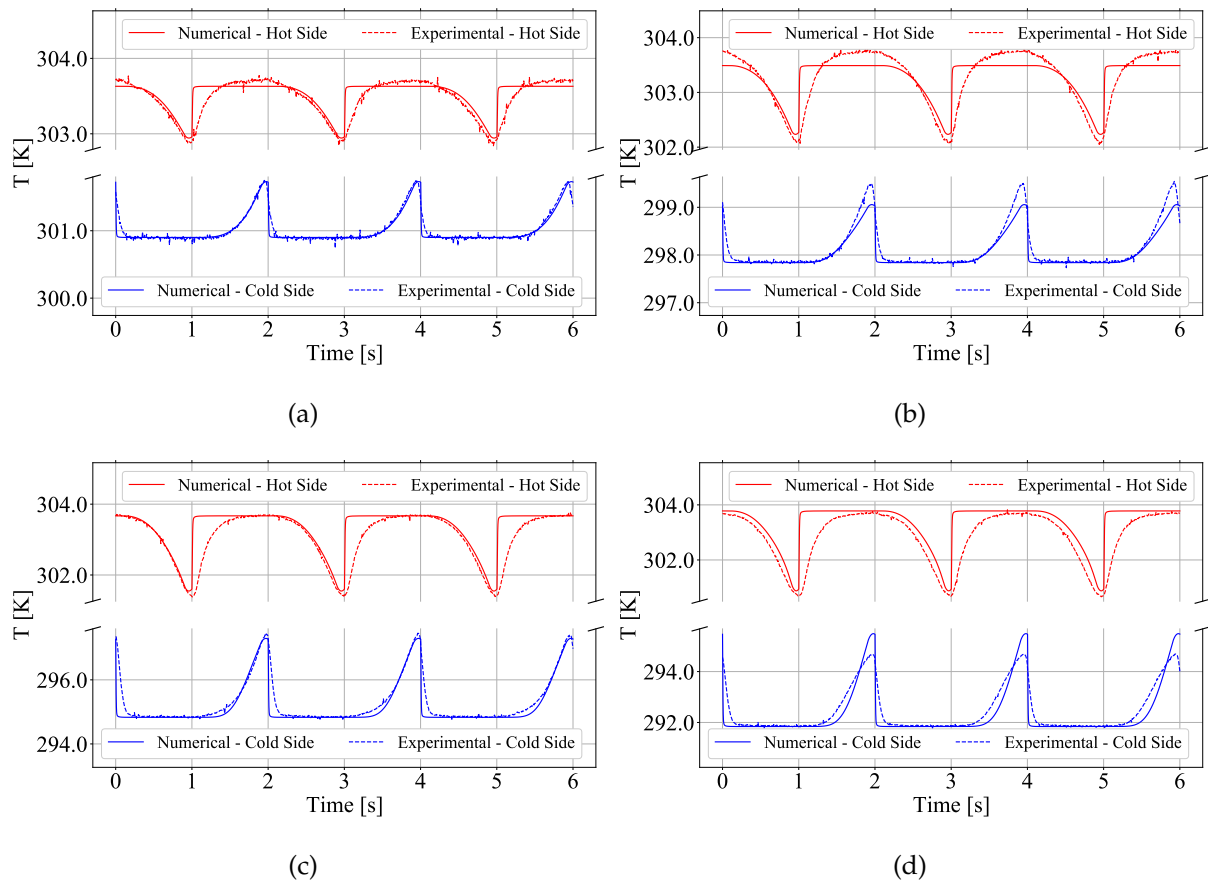 Numerical - Hot Side Experimental - Hot Side
304.0
303.0
T [K]
301.0
300.0
Numerical - Cold Side Experimental - Cold Side
0 1 2 3 4 5 6
Time [s]
(a)
Numerical - Hot Side Experimental - Hot Side
304.0
303.0
302.0
T [K]
299.0
298.0
297.0
Numerical - Cold Side Experimental - Cold Side
0 1 2 3 4 5 6
Time [s]
(b)
Numerical - Hot Side Experimental - Hot Side
304.0
302.0
T [K]
296.0
294.0
Numerical - Cold Side Experimental - Cold Side
0 1 2 3 4 5 6
Time [s]
(c)
Numerical - Hot Side Experimental - Hot Side
304.0
302.0
T [K]
294.0
292.0
Numerical - Cold Side Experimental - Cold Side
0 1 2 3 4 5 6
Time [s]
(d)